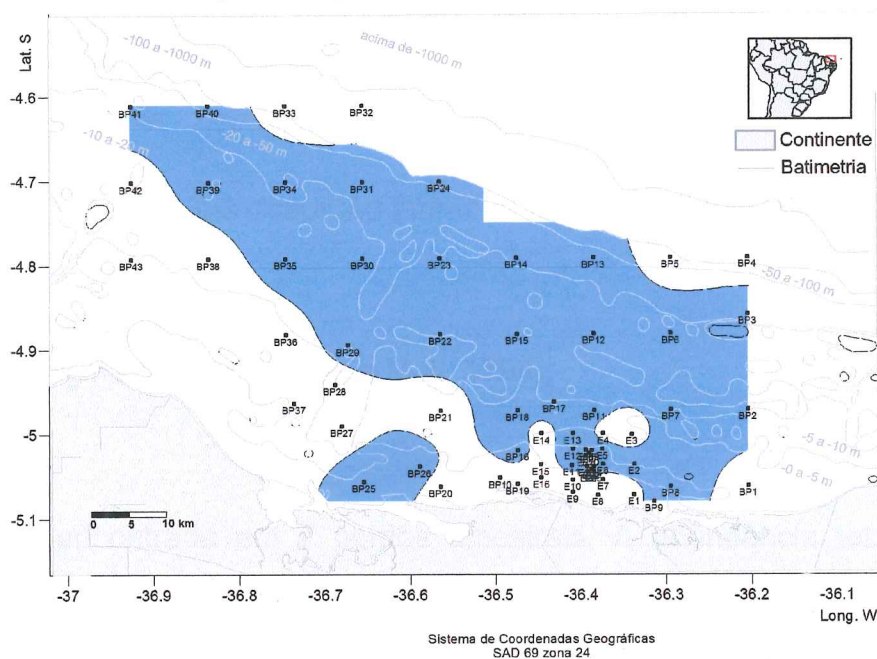 Lat. S
-100 a -1000 m
acima de -1000 m
-4.6
BP41
BP40
BP33
BP32
-10 a -20 m
-20 a -50 m
Continente
Batimetria
-4.7
BP42
BP39
BP34
BP31
BP24
-4.8
BP43
BP38
BP35
BP30
BP23
BP14
BP13
BP5
BP4
-50 a -100 m
BP3
-4.9
BP36
BP29
BP22
BP15
BP12
BP6
BP28
BP37
BP21
BP18
BP17
BP11
BP7
BP2
-5 a -10 m
-0 a -5 m
-5
BP27
E14
E13
E4
E3
BP16
E12
E5
BP26
E15
E11
E2
BP25
BP20
BP10
BP19
E16
E10
E7
BP8
BP1
E9
E8
E1
BP9
-5.1
0 5 10 km
-37 -36.9 -36.8 -36.7 -36.6 -36.5 -36.4 -36.3 -36.2 -36.1
Long. W
Sistema de Coordenadas Geográficas
SAD 69 zona 24